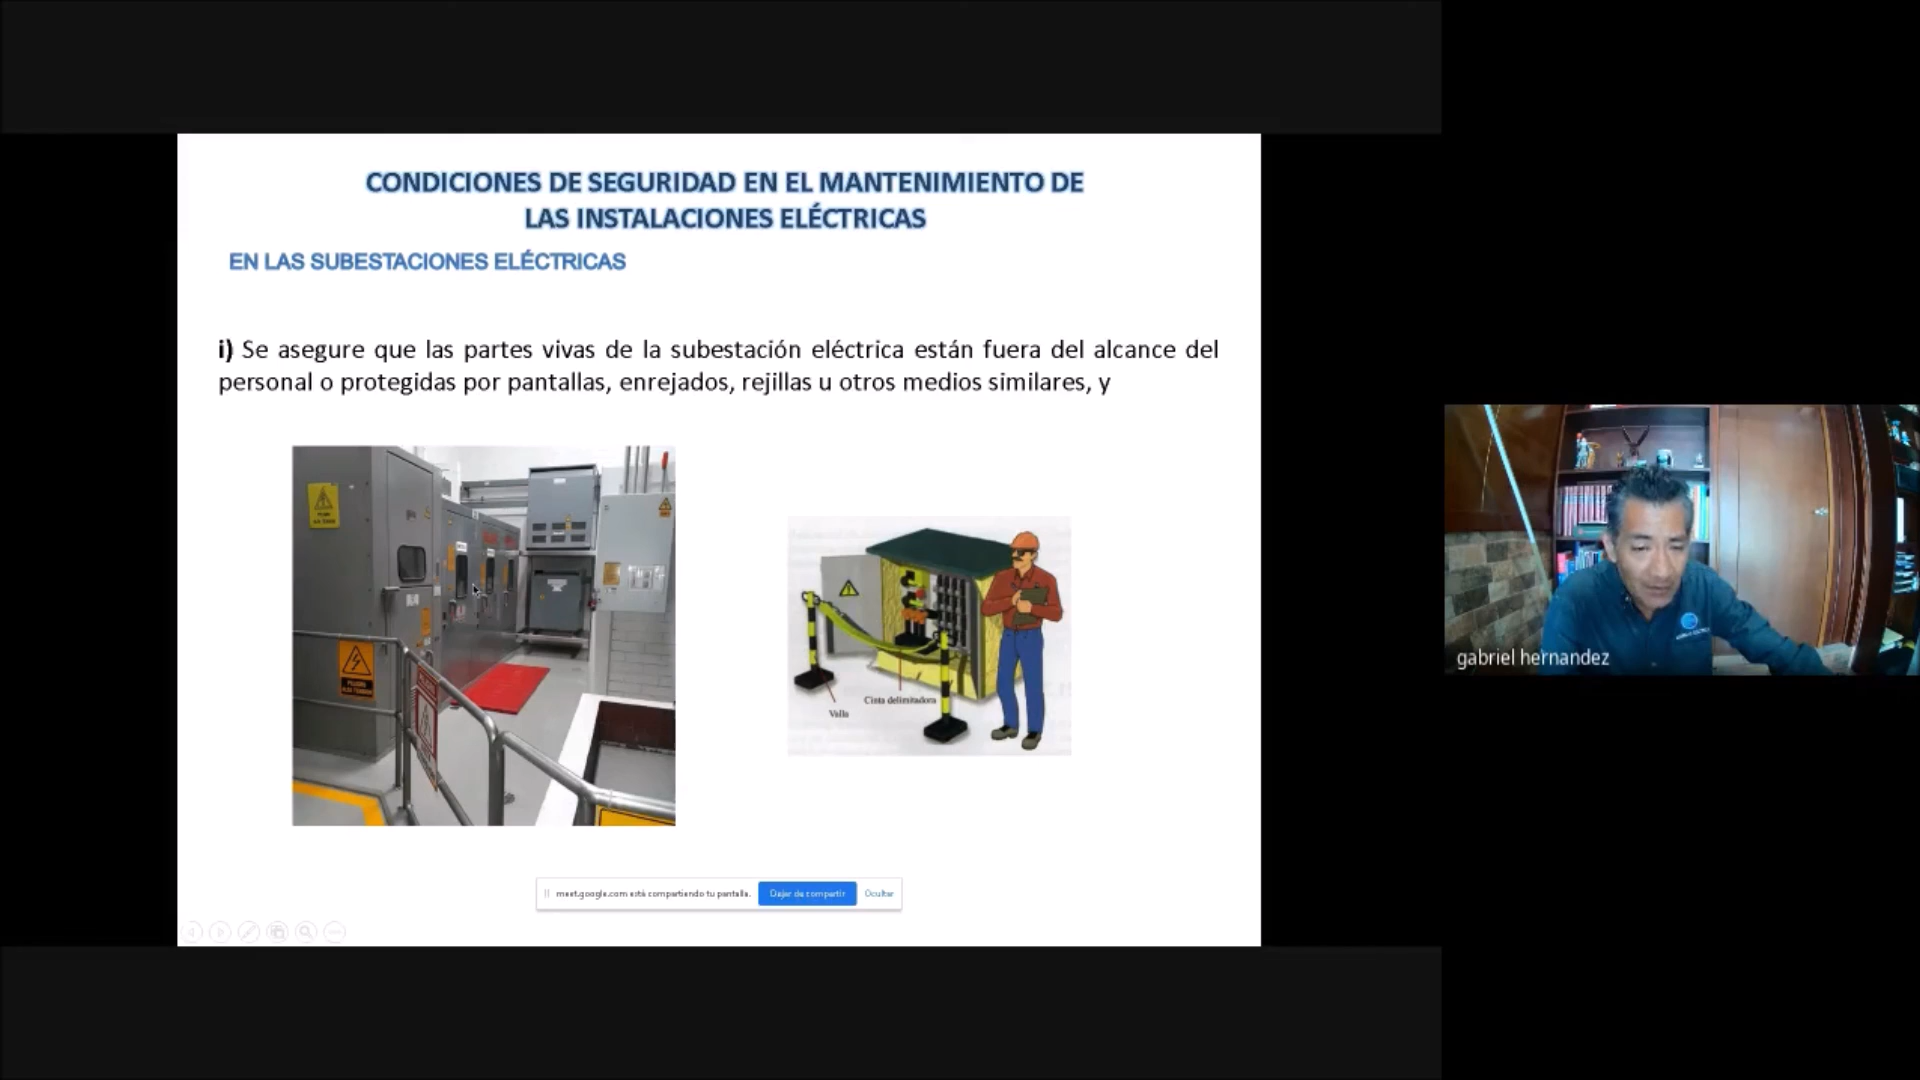 CONDICIONES DE SEGURIDAD EN EL MANTENIMIENTO DE
LAS INSTALACIONES ELÉCTRICAS
EN LAS SUBESTACIONES ELÉCTRICAS
i) Se asegure que las partes vivas de la subestación eléctrica están fuera del alcance del
personal o protegidas por pantallas, enrejados, rejillas u otros medios similares, y
Cinta delimitadora
Valla
meet.google.com está compartiendo tu pantalla.
Dejar de compartir
Ocultar
gabriel hernandez